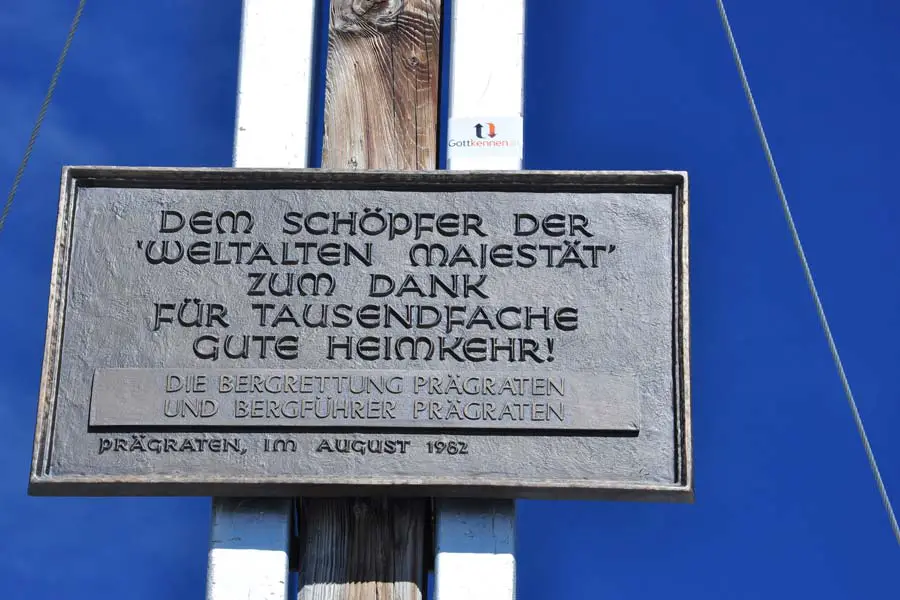 Gottkennen
DEM SCHÖPFER DER
'WELTALTEN MAJESTÄT'
ZUM DANK
FÜR TAUSENDFACHE
GUTE HEIMKEHR!
DIE BERGRETTUNG PRÄGRATEN
UND BERGFÜHRER PRÄGRATEN
PRÄGRATEN, IM AUGUST 1982